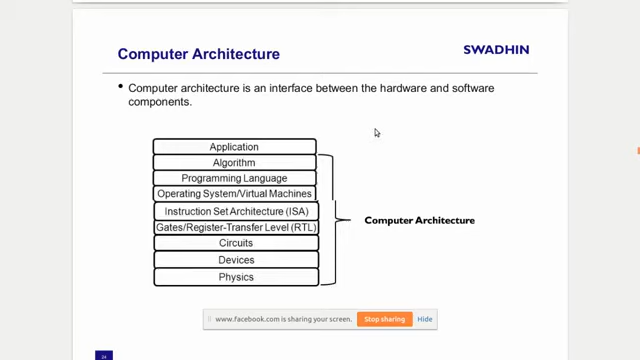 Computer Architecture
SWADHIN
• Computer architecture is an interface between the hardware and software
components.
Application
Algorithm
Programming Language
Operating System/Virtual Machines
Instruction Set Architecture (ISA)
Gates/Register-Transfer Level (RTL)
Circuits
Devices
Physics
Computer Architecture
www.facebook.com is sharing your screen. Stop sharing Hide
24